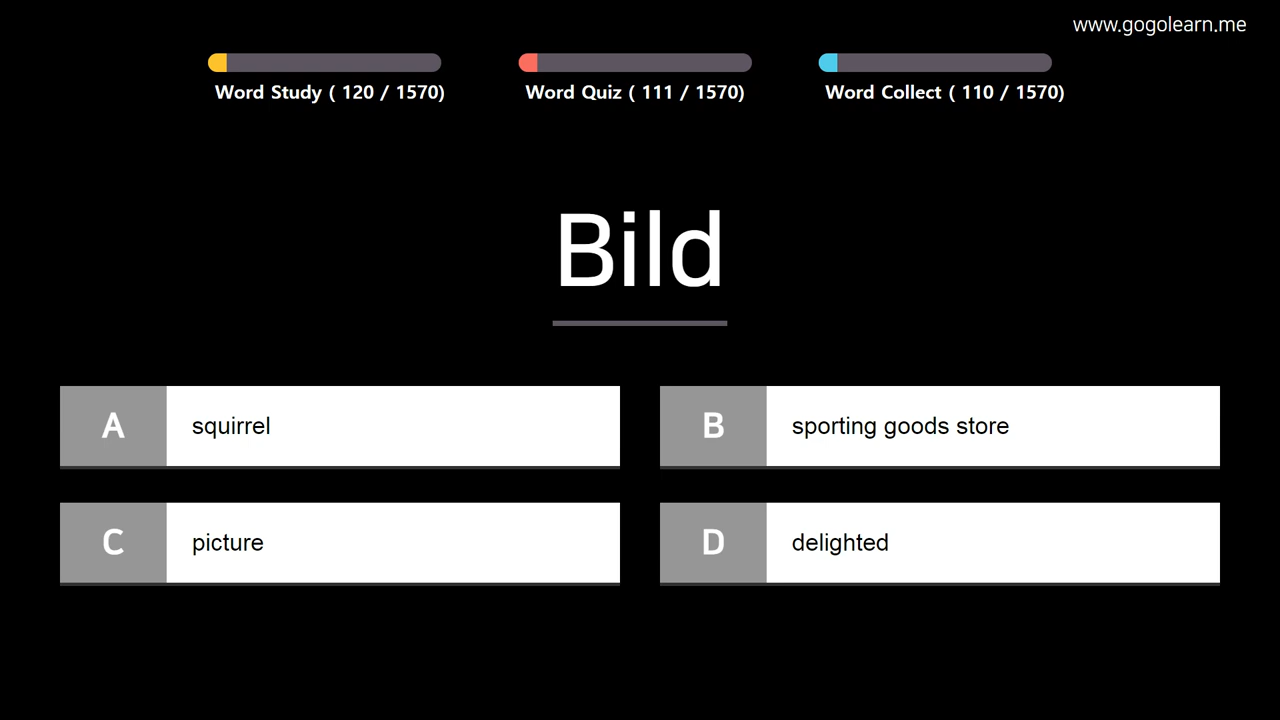 www.gogolearn.me
Word Study ( 120 / 1570)
Word Quiz ( 111 / 1570)
Word Collect ( 110 / 1570)
Bild
A squirrel
B sporting goods store
C picture
D delighted